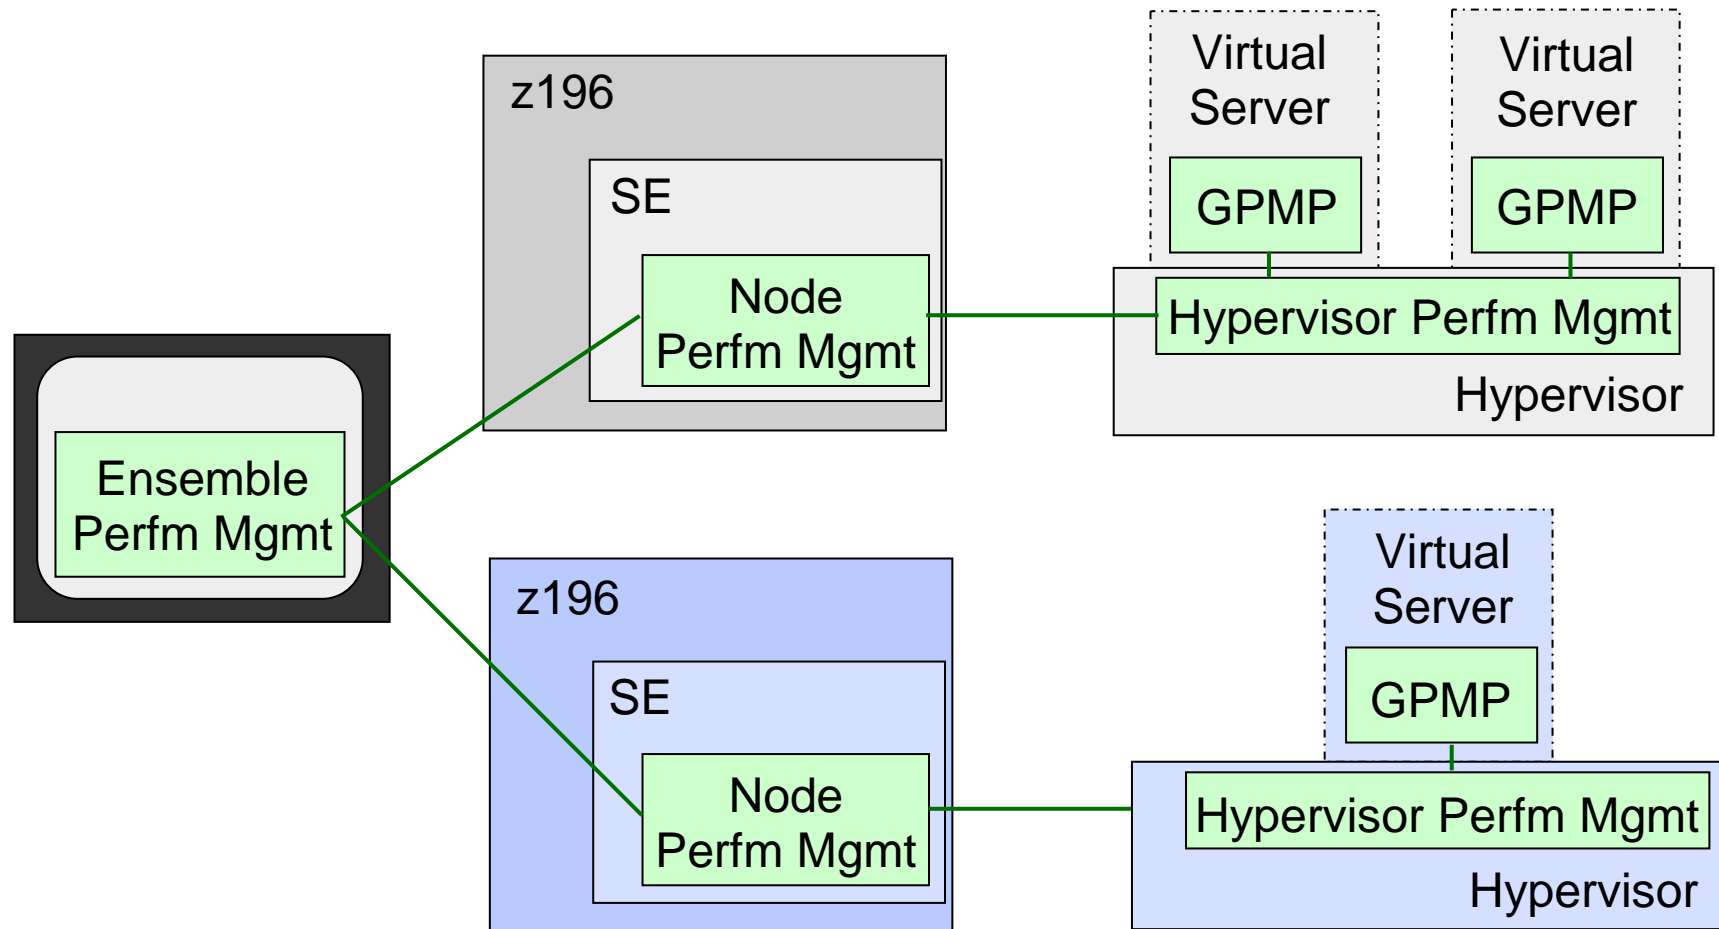 Ensemble
Perfm Mgmt
z196
SE
Node
Perfm Mgmt
Virtual
Server
GPMP
Virtual
Server
GPMP
Hypervisor Perfm Mgmt
Hypervisor
z196
SE
Node
Perfm Mgmt
Virtual
Server
GPMP
Hypervisor Perfm Mgmt
Hypervisor